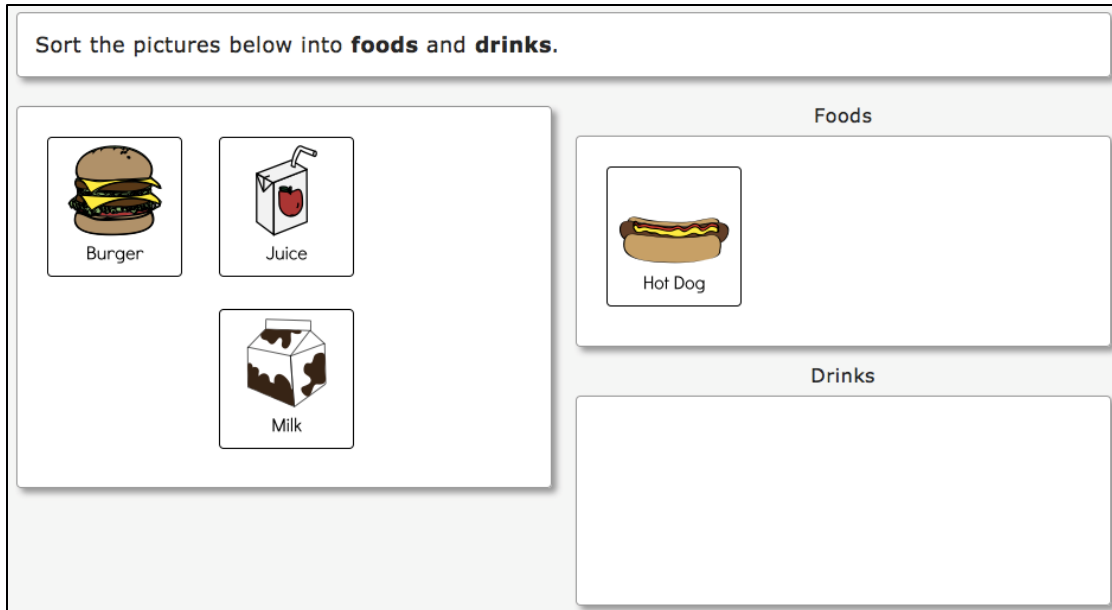 Sort the pictures below into foods and drinks.
Burger
Juice
Milk
Foods
Hot Dog
Drinks